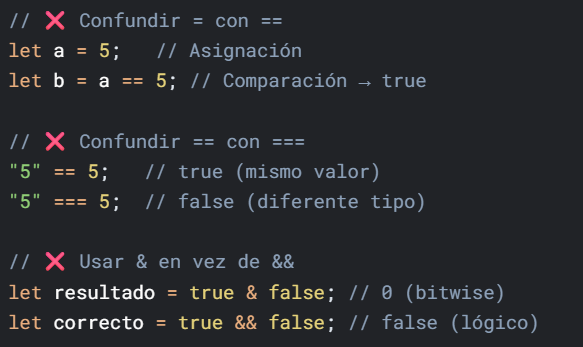 // ❌ Confundir = con ==
let a = 5;   // Asignación
let b = a == 5; // Comparación → true

// ❌ Confundir == con ===
"5" == 5;   // true (mismo valor)
"5" === 5;  // false (diferente tipo)

// ❌ Usar & en vez de &&
let resultado = true & false; // 0 (bitwise)
let correcto = true && false; // false (lógico)